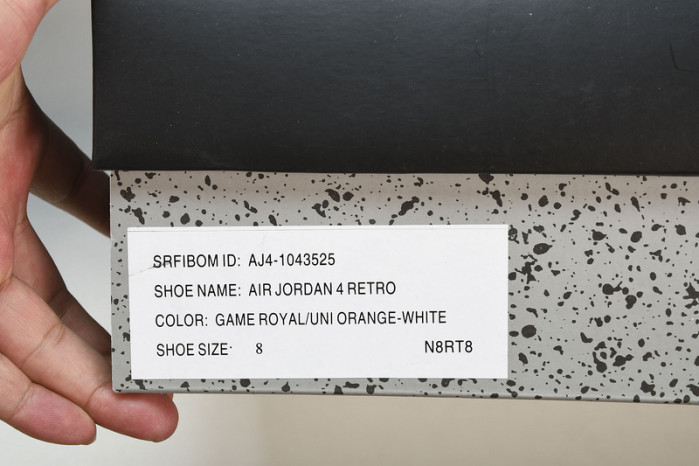 SRFIBOM ID: AJ4-1043525
SHOE NAME: AIR JORDAN 4 RETRO
COLOR: GAME ROYAL/UNI ORANGE-WHITE
SHOE SIZE: 8 N8RT8